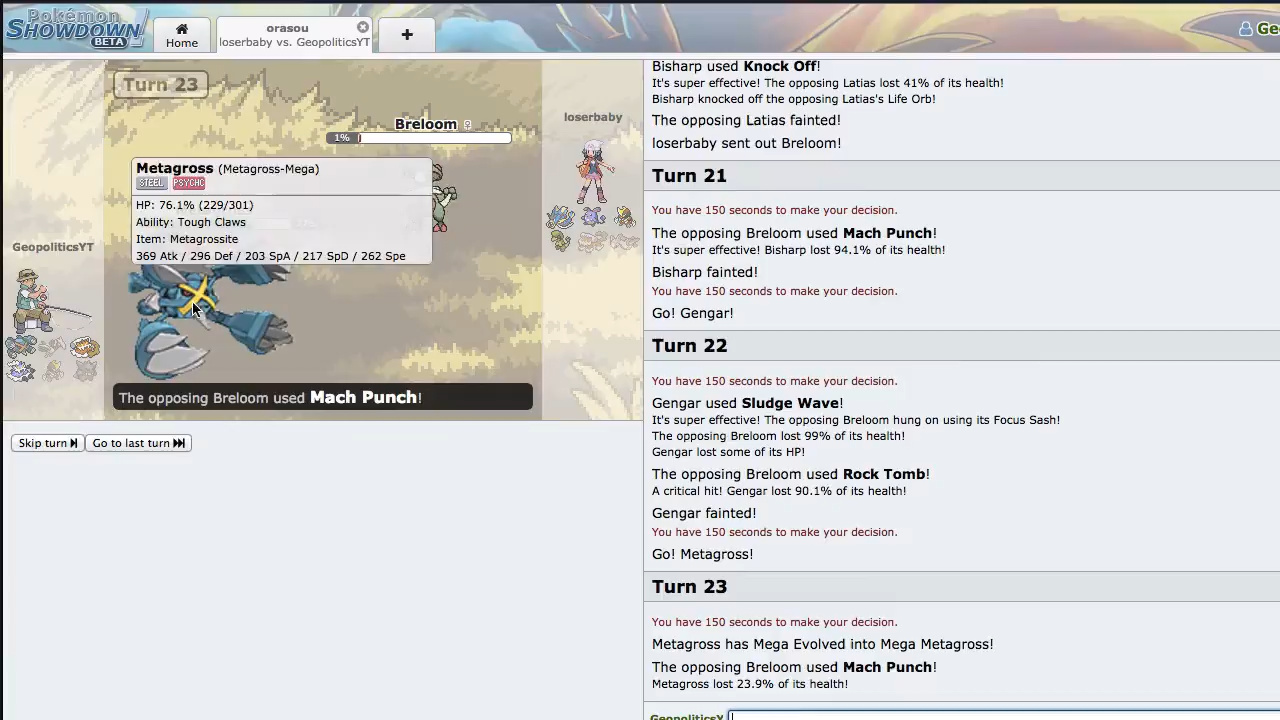 Pokémon
SHOWDOWN!
BETA
Home
orasou
loserbaby vs. GeopoliticsYT
+
Turn 23
Breloom ♀
1%
loserbaby
Metagross (Metagross-Mega)
STEEL PSYCHC
HP: 76.1% (229/301)
Ability: Tough Claws
Item: Metagrossite
369 Atk / 296 Def / 203 SpA / 217 SpD / 262 Spe
GeopoliticsYT
The opposing Breloom used Mach Punch!
Skip turn
Go to last turn
Bisharp used Knock Off!
It's super effective! The opposing Latias lost 41% of its health!
Bisharp knocked off the opposing Latias's Life Orb!
The opposing Latias fainted!
loserbaby sent out Breloom!
Turn 21
You have 150 seconds to make your decision.
The opposing Breloom used Mach Punch!
It's super effective! Bisharp lost 94.1% of its health!
Bisharp fainted!
You have 150 seconds to make your decision.
Go! Gengar!
Turn 22
You have 150 seconds to make your decision.
Gengar used Sludge Wave!
It's super effective! The opposing Breloom hung on using its Focus Sash!
The opposing Breloom lost 99% of its health!
Gengar lost some of its HP!
The opposing Breloom used Rock Tomb!
A critical hit! Gengar lost 90.1% of its health!
Gengar fainted!
You have 150 seconds to make your decision.
Go! Metagross!
Turn 23
You have 150 seconds to make your decision.
Metagross has Mega Evolved into Mega Metagross!
The opposing Breloom used Mach Punch!
Metagross lost 23.9% of its health!
GeopoliticsY